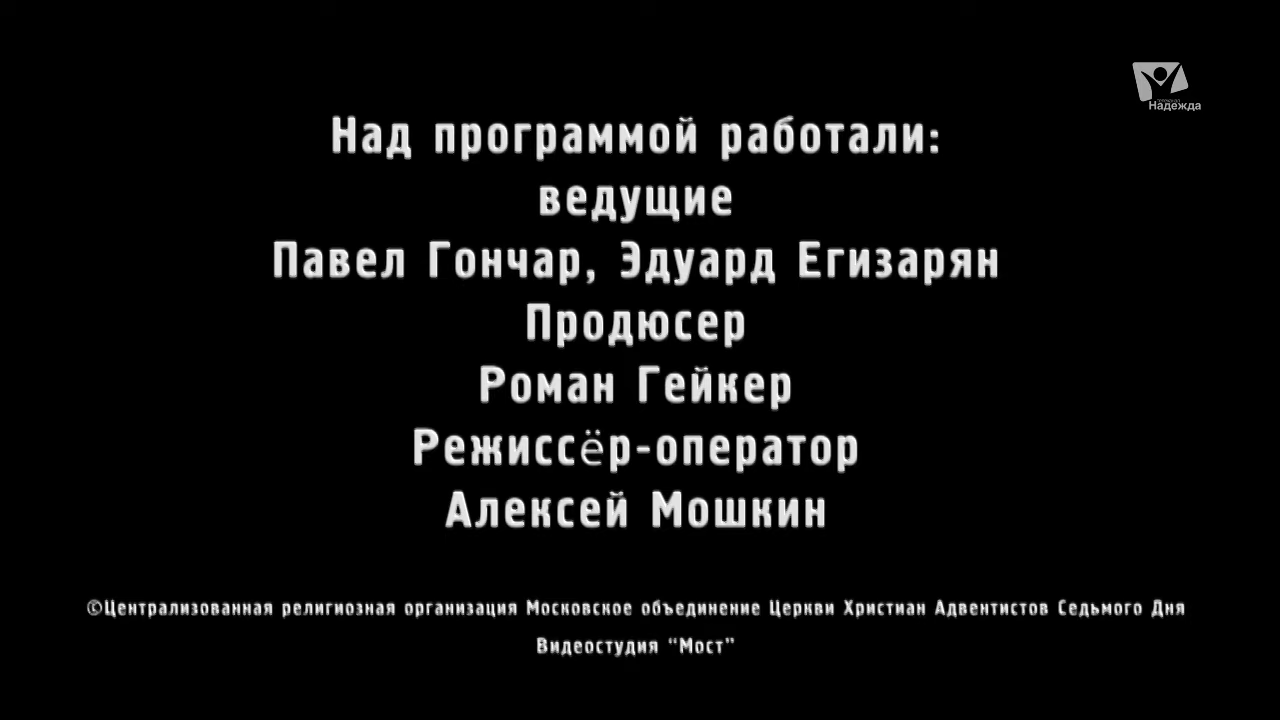 Надежда
Над программой работали:
ведущие
Павел Гончар, Эдуард Егизарян
Продюсер
Роман Гейкер
Режиссёр-оператор
Алексей Мошкин
©Централизованная религиозная организация Московское объединение Церкви Христиан Адвентистов Седьмого Дня
Видеостудия “Мост”